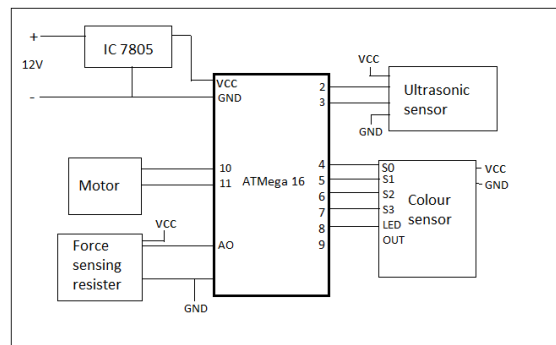 +
12V
-
IC 7805
VCC
GND
Motor
10
11
Force
sensing
resister
VCC
AO
GND
ATMega 16
2
3
4
5
6
7
8
9
VCC
GND
Ultrasonic
sensor
S0
S1
S2
S3
LED
OUT
Colour
sensor
VCC
GND